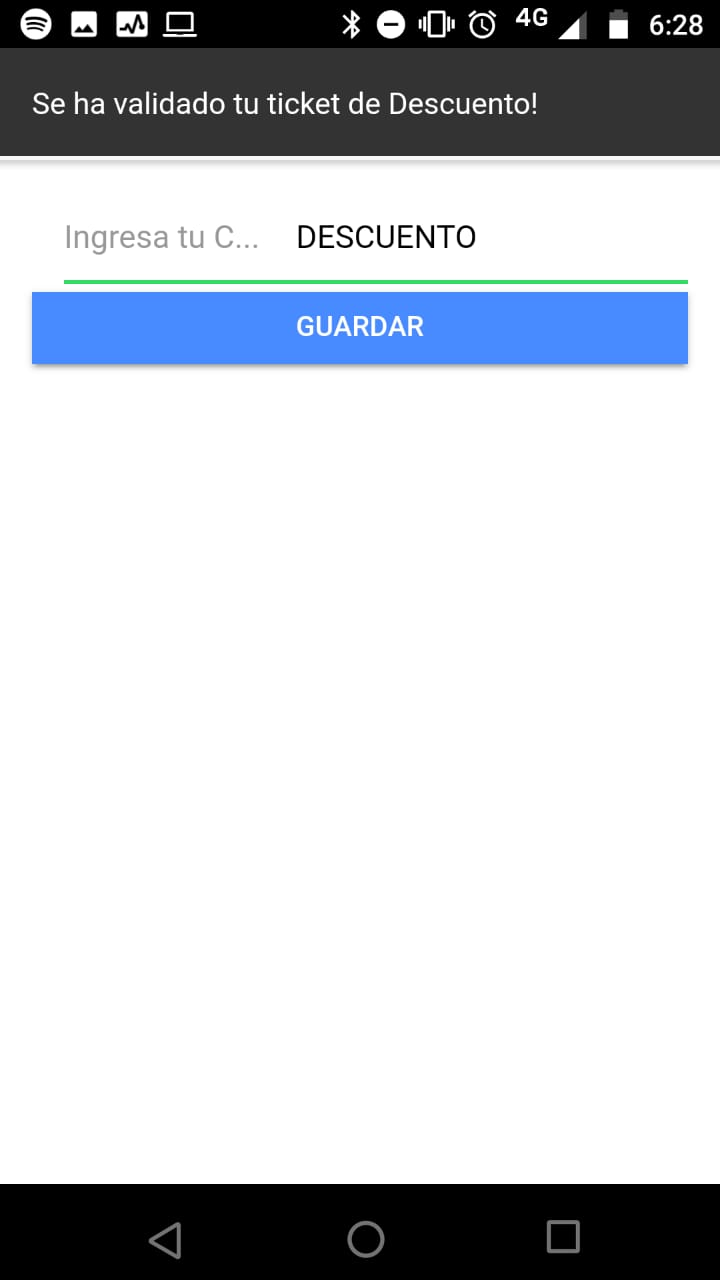 4G 6:28
Se ha validado tu ticket de Descuento!
Ingresa tu C... DESCUENTO
GUARDAR